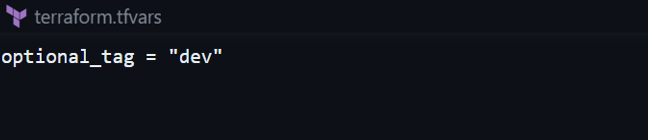 terraform.tfvars
optional_tag = "dev"